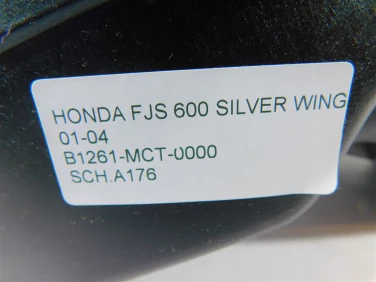 HONDA FJS 600 SILVER WING
01-04
B1261-MCT-0000
SCH.A176